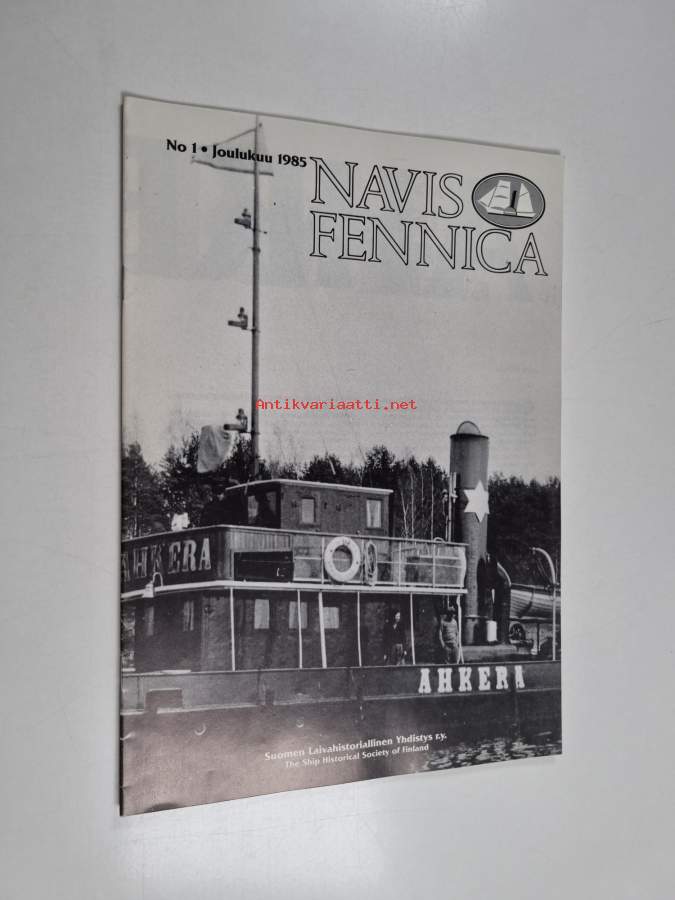 No 1 • Joulukuu 1985
NAVIS
FENNICA
Antikvariaatti.net
AHKERA
AHKERA
Suomen Laivahistoriallinen Yhdistys r.y.
The Ship Historical Society of Finland